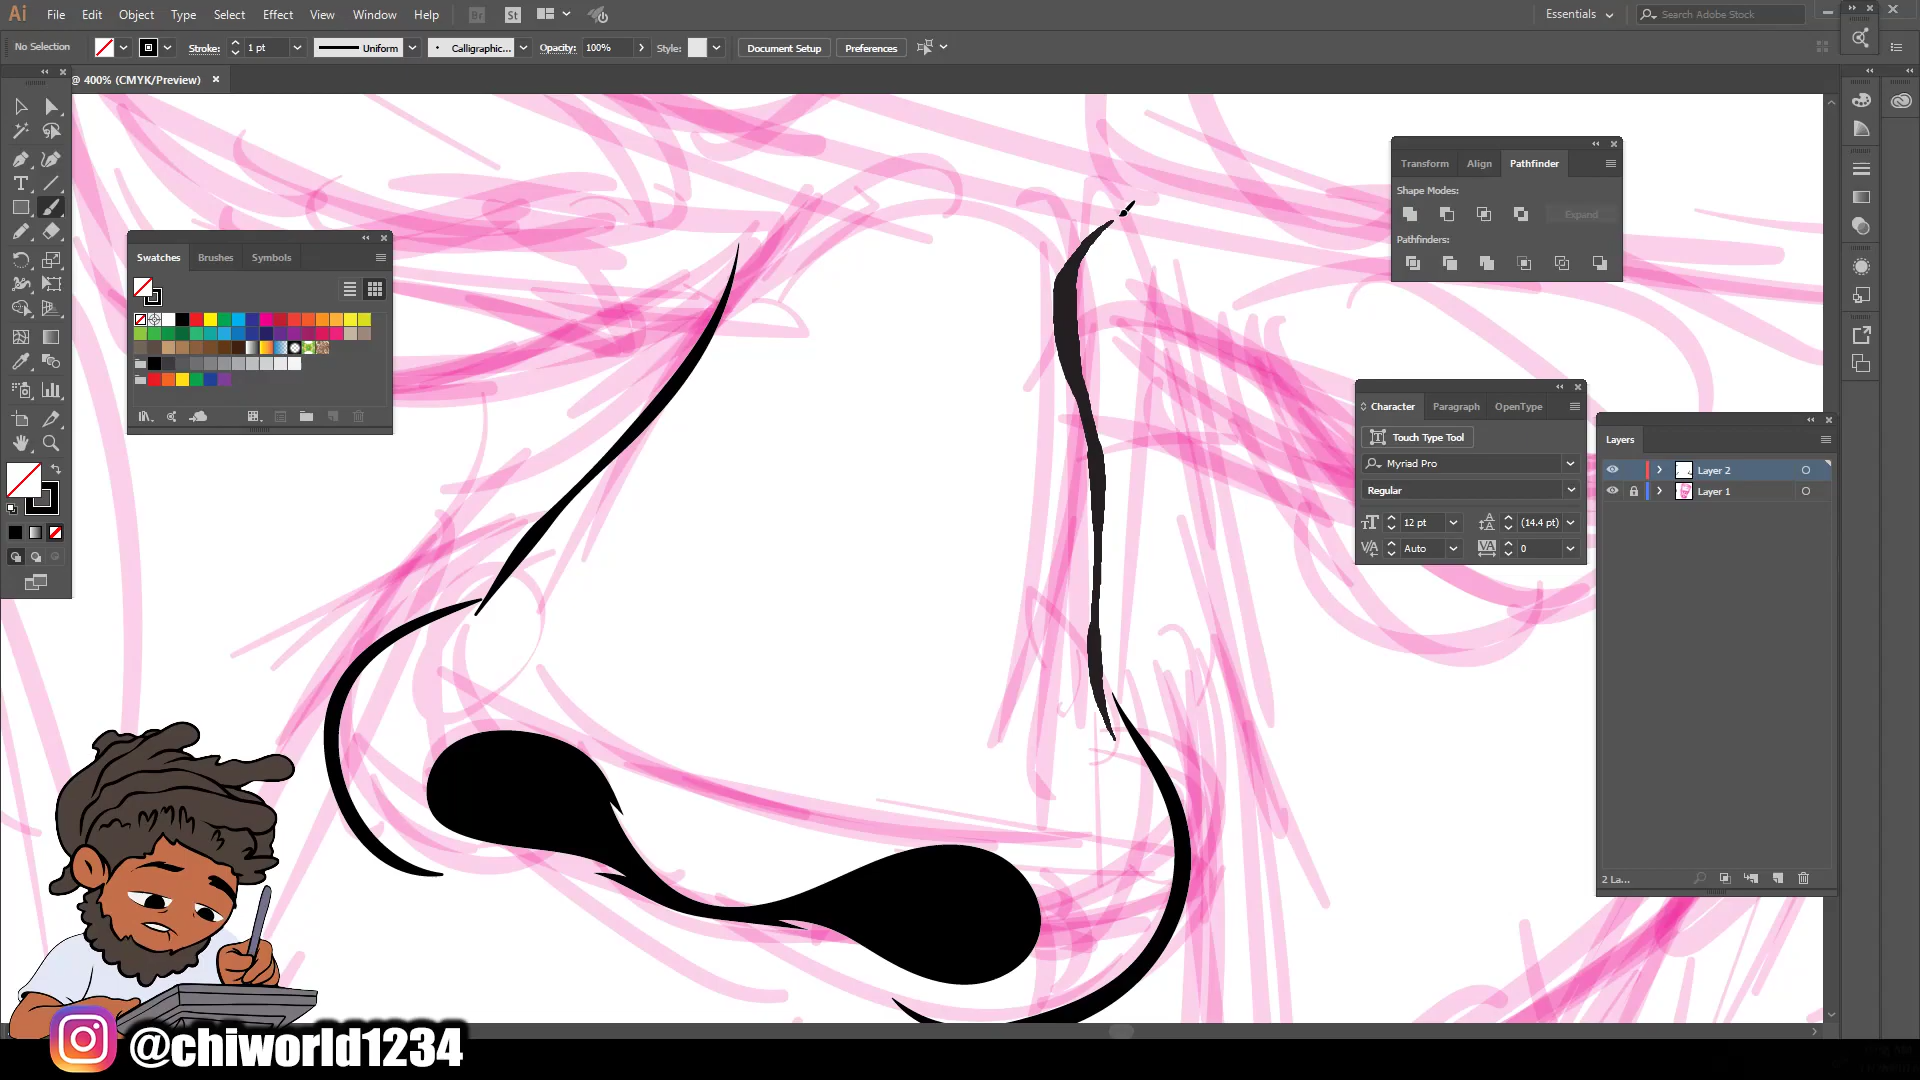 Ai File Edit Object Type Select Effect View Window Help Br St Essentials Search Adobe Stock
No Selection Stroke: 1 pt Uniform Calligraphic... Opacity: 100% Style: Document Setup Preferences
@ 400% (CMYK/Preview)
Transform Align Pathfinder
Shape Modes:
Expand
Pathfinders:
Swatches Brushes Symbols
Character Paragraph OpenType
Touch Type Tool
Myriad Pro
Regular
12 pt (14.4 pt)
Auto 0
Layers
Layer 2
Layer 1
2 La...
@chiworld1234